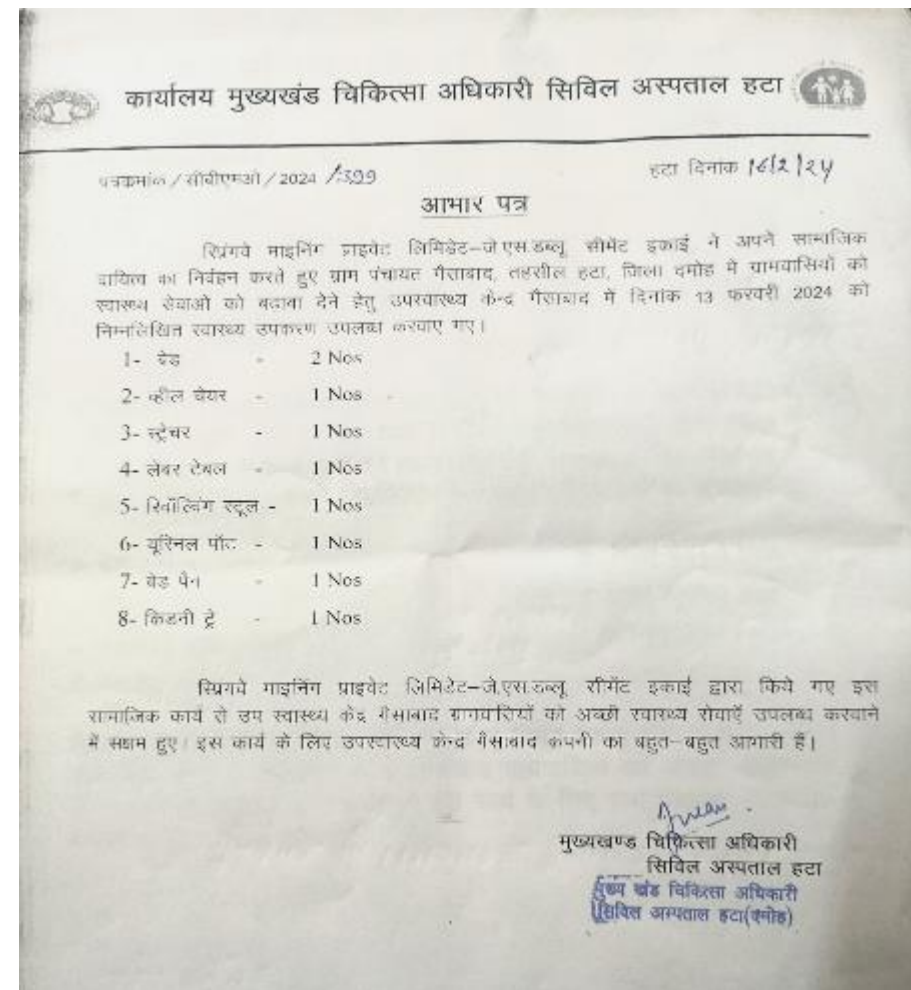 कार्यालय मुख्यखंड चिकित्सा अधिकारी सिविल अस्पताल हटा
पत्रकमांक / सीबीएमओ / 2024 /1399
हटा दिनांक 16/2/24
आभार पत्र
स्प्रिंगवे माइनिंग प्राइवेट लिमिडेट–जे.एस.डब्लू सीमेंट इकाई ने अपने सामाजिक
दायित्व का निर्वहन करते हुए ग्राम पंचायत गैसाबाद, तहसील हटा, जिला दमोह मे ग्रामवासियों को
स्वास्थ्य सेवाओ को बढावा देने हेतु उपस्वास्थ्य केन्द्र गैसाबाद मे दिनांक 13 फरवरी 2024 को
निम्नलिखित स्वास्थ्य उपकरण उपलब्ध करवाए गए।
1- बेड - 2 Nos
2- व्हील चेयर - 1 Nos
3- स्ट्रेचर - 1 Nos
4- लेबर टेबल - 1 Nos
5- रिवॉल्विंग स्टूल - 1 Nos
6- यूरिनल पॉट - 1 Nos
7- बेड पैन - 1 Nos
8- किडनी ट्रे - 1 Nos
स्प्रिगवे माइनिंग प्राइवेट लिमिडेट–जे.एस.डब्लू सीमेंट इकाई द्वारा किये गए इस
सामाजिक कार्य से उप स्वास्थ्य केंद्र गैसाबाद ग्रामवासियों को अच्छी स्वास्थ्य सेवाऍ उपलब्ध करवाने
में सक्षम हुए। इस कार्य के लिए उपस्वास्थ्य केन्द्र गैसाबाद कंपनी का बहुत–बहुत आभारी हैं।
मुख्यखण्ड चिकित्सा अधिकारी
सिविल अस्पताल हटा
मुख्य खंड चिकित्सा अधिकारी
सिविल अस्पताल हटा(दमोह)